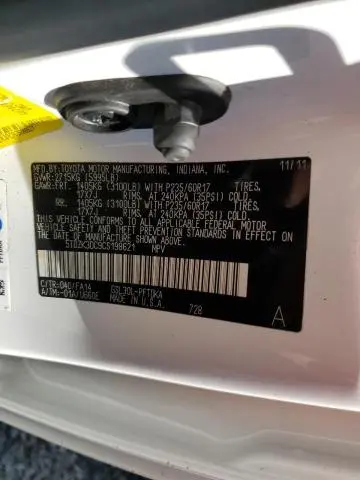 MFD.BY:TOYOTA MOTOR MANUFACTURING, INDIANA, INC. 11/11
GVWR:2715KG (5995LB)
GAWR:FRT. 1405KG (3100LB) WITH P235/60R17 TIRES,
17X7J RIMS, AT 240KPA (35PSI) COLD.
RR. 1405KG (3100LB) WITH P235/60R17 TIRES,
17X7J RIMS, AT 240KPA (35PSI) COLD.
THIS VEHICLE CONFORMS TO ALL APPLICABLE FEDERAL MOTOR
VEHICLE SAFETY AND THEFT PREVENTION STANDARDS IN EFFECT
ON THE DATE OF MANUFACTURE SHOWN ABOVE.
MPV
C/TR:040/FA14 GSL30L-PFTDKA
A/TM:-01A/U660E MADE IN U.S.A. 728 A